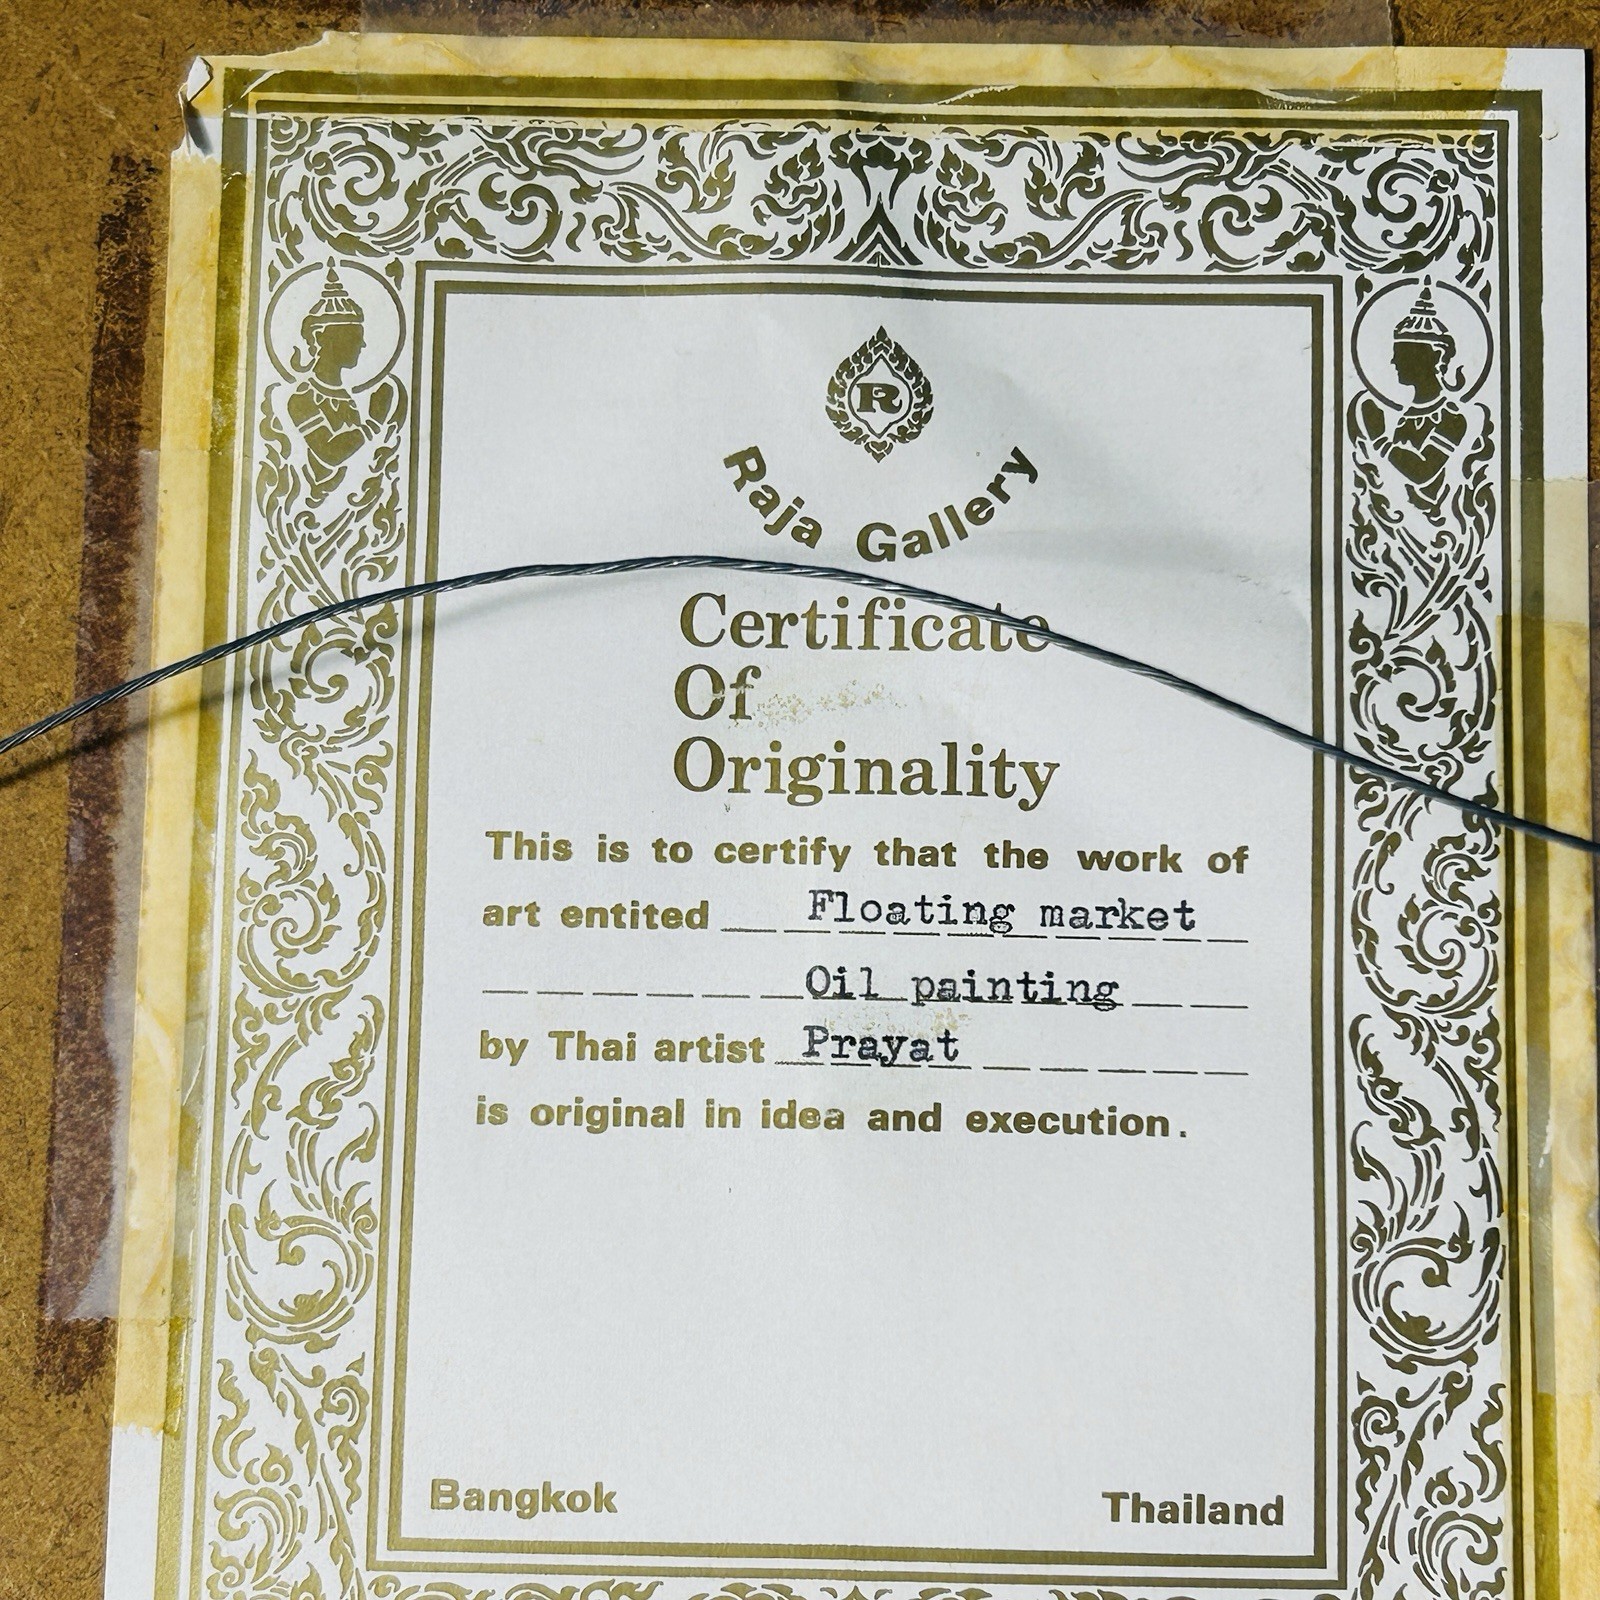 R
Raja Gallery
Certificate
Of
Originality
This is to certify that the work of
art entited Floating market
Oil painting
by Thai artist Prayat
is original in idea and execution.
Bangkok Thailand